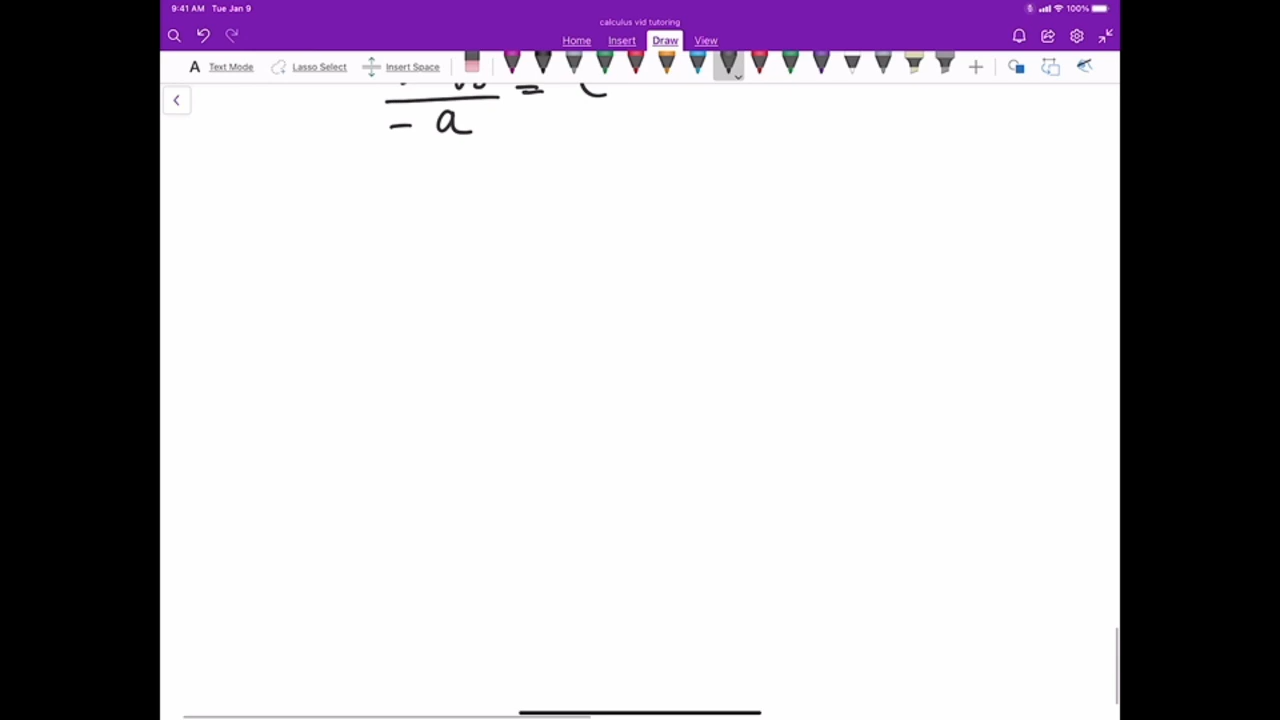 9:41 AM Tue Jan 9
100%
calculus vid tutoring
Home Insert Draw View
A Text Mode Lasso Select Insert Space
=
- a